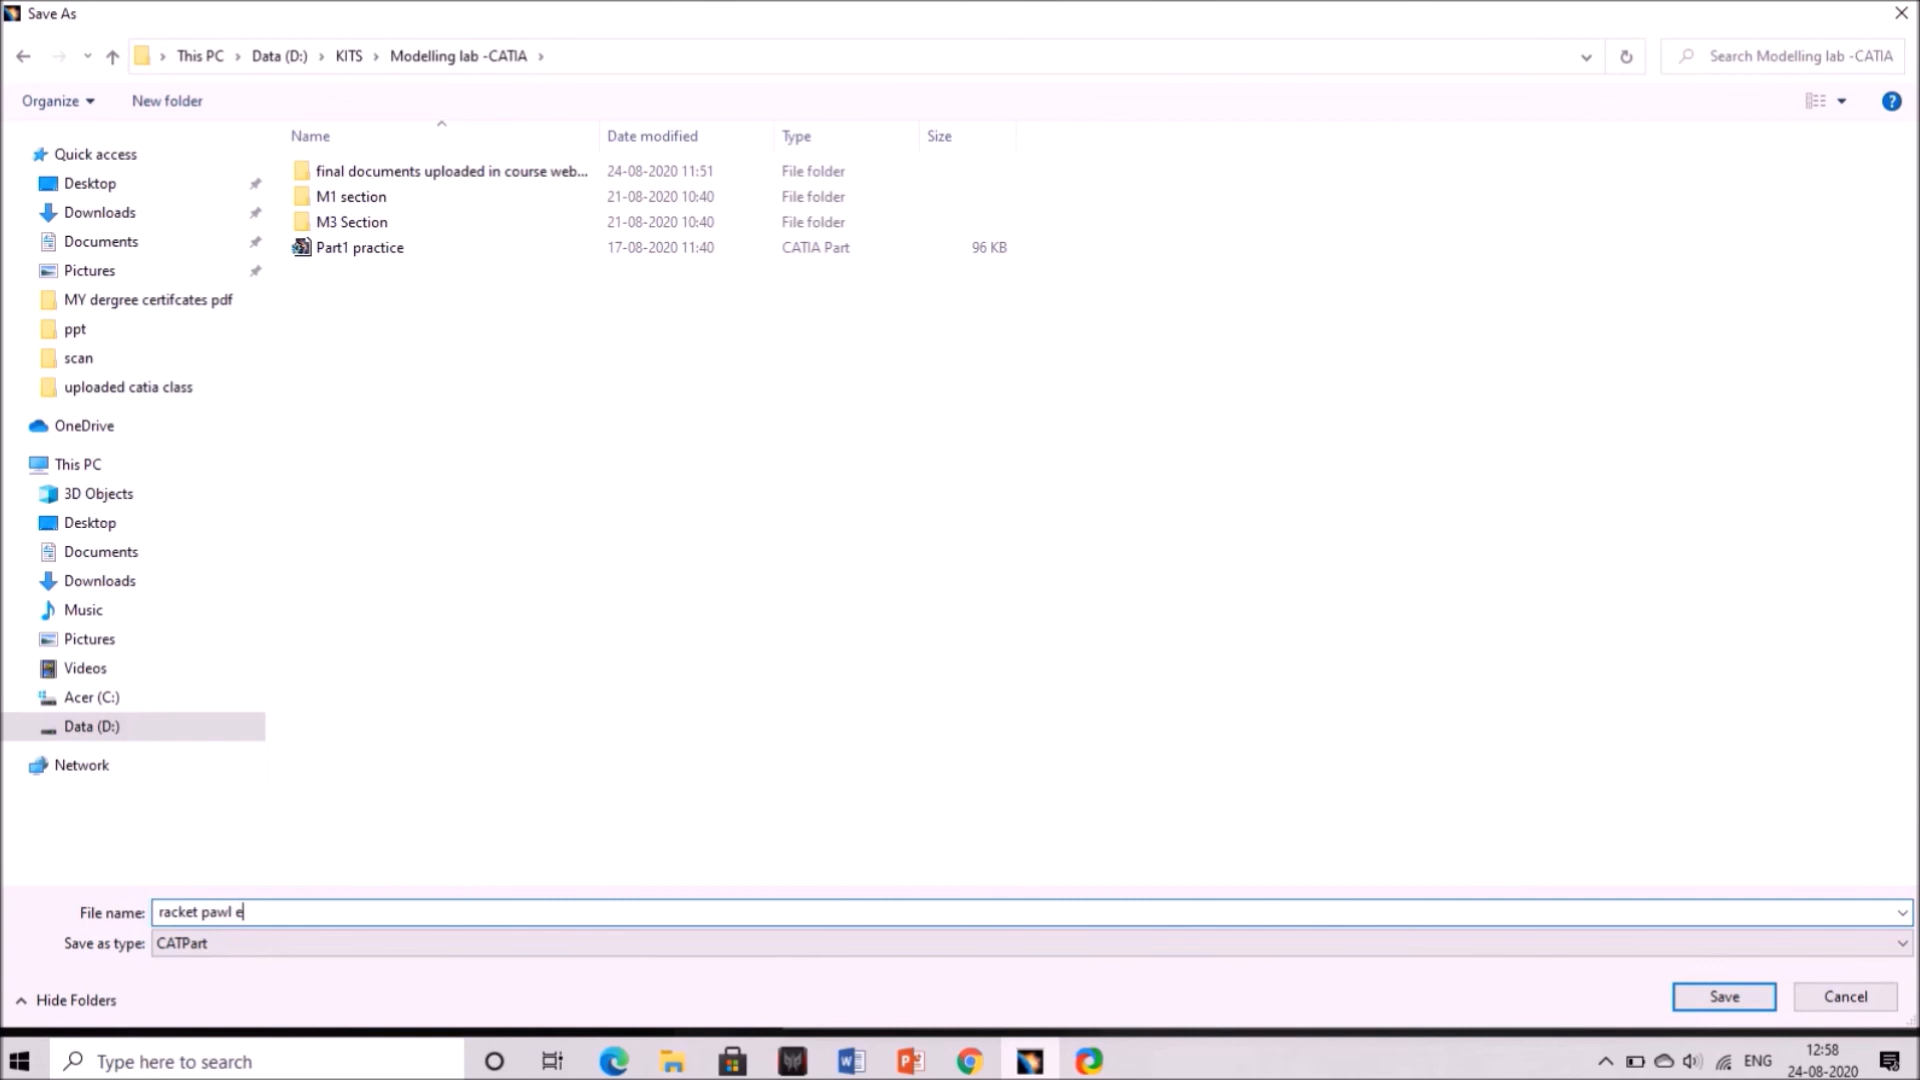 Save As
This PC > Data (D:) > KITS > Modelling lab -CATIA >
Search Modelling lab -CATIA
Organize
New folder
Name
Date modified
Type
Size
Quick access
Desktop
Downloads
Documents
Pictures
MY dergree certifcates pdf
ppt
scan
uploaded catia class
OneDrive
This PC
3D Objects
Desktop
Documents
Downloads
Music
Pictures
Videos
Acer (C:)
Data (D:)
Network
final documents uploaded in course web... 24-08-2020 11:51 File folder
M1 section 21-08-2020 10:40 File folder
M3 Section 21-08-2020 10:40 File folder
Part1 practice 17-08-2020 11:40 CATIA Part 96 KB
File name: racket pawl e
Save as type: CATPart
Hide Folders
Save
Cancel
Type here to search
ENG
12:58
24-08-2020